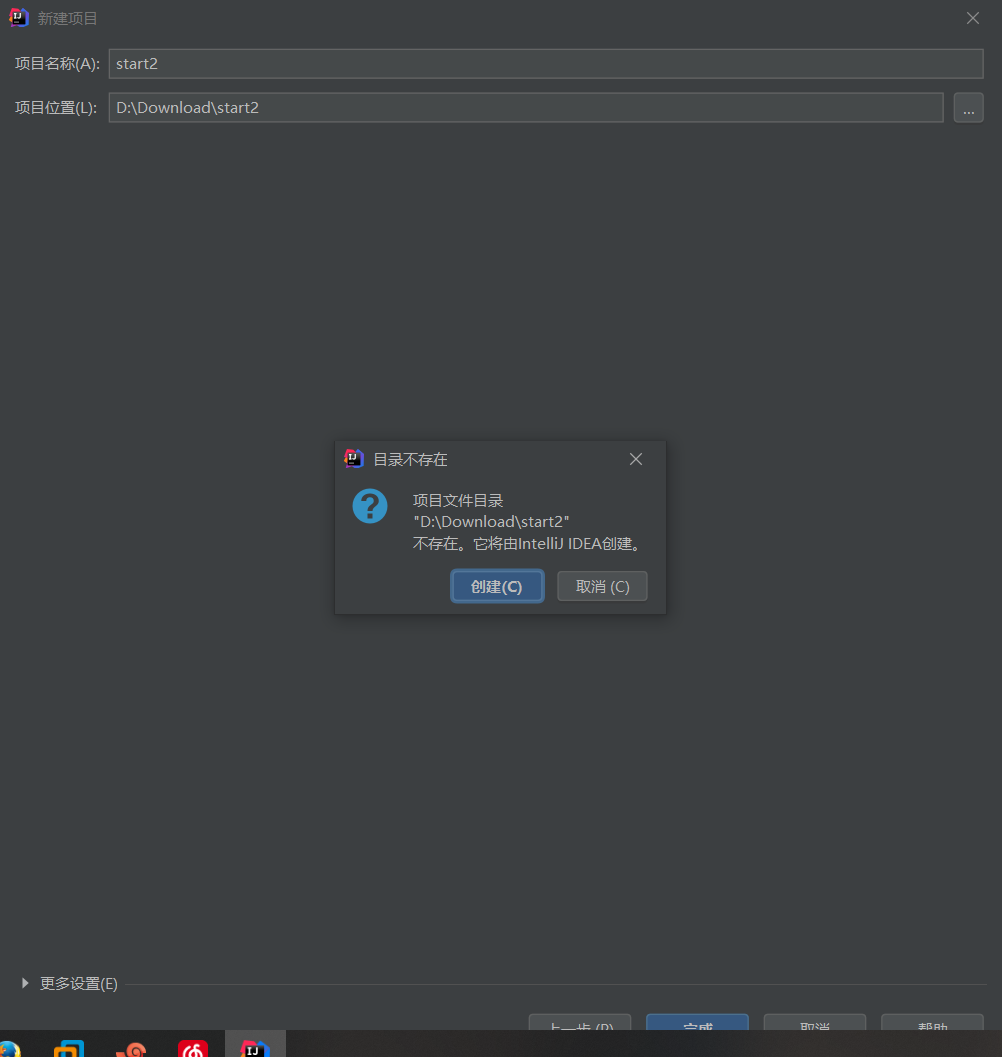 新建项目
项目名称(A): start2
项目位置(L): D:\Download\start2 ...
目录不存在
项目文件目录
"D:\Download\start2"
不存在。它将由IntelliJ IDEA创建。
创建(C) 取消 (C)
更多设置(E)
上一步 (P) 完成 取消 帮助